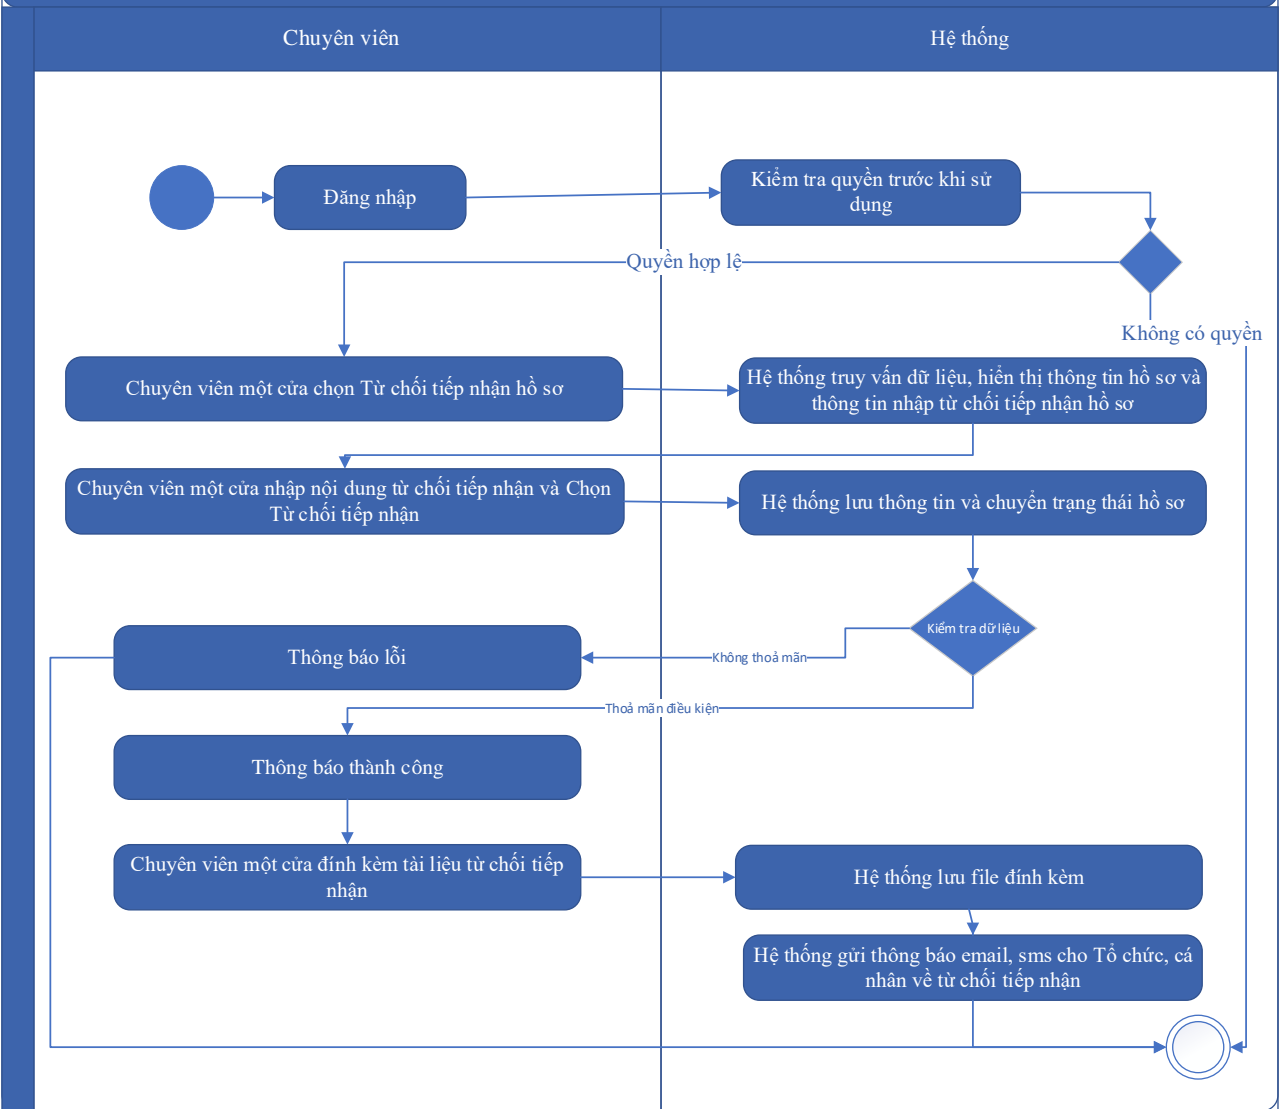 Chuyên viên
Hệ thống
Đăng nhập
Kiểm tra quyền trước khi sử
dụng
Quyền hợp lệ
Không có quyền
Chuyên viên một cửa chọn Từ chối tiếp nhận hồ sơ
Hệ thống truy vấn dữ liệu, hiển thị thông tin hồ sơ và
thông tin nhập từ chối tiếp nhận hồ sơ
Chuyên viên một cửa nhập nội dung từ chối tiếp nhận và Chọn
Từ chối tiếp nhận
Hệ thống lưu thông tin và chuyển trạng thái hồ sơ
Kiểm tra dữ liệu
Không thoả mãn
Thông báo lỗi
Thoả mãn điều kiện
Thông báo thành công
Chuyên viên một cửa đính kèm tài liệu từ chối tiếp
nhận
Hệ thống lưu file đính kèm
Hệ thống gửi thông báo email, sms cho Tổ chức, cá
nhân về từ chối tiếp nhận